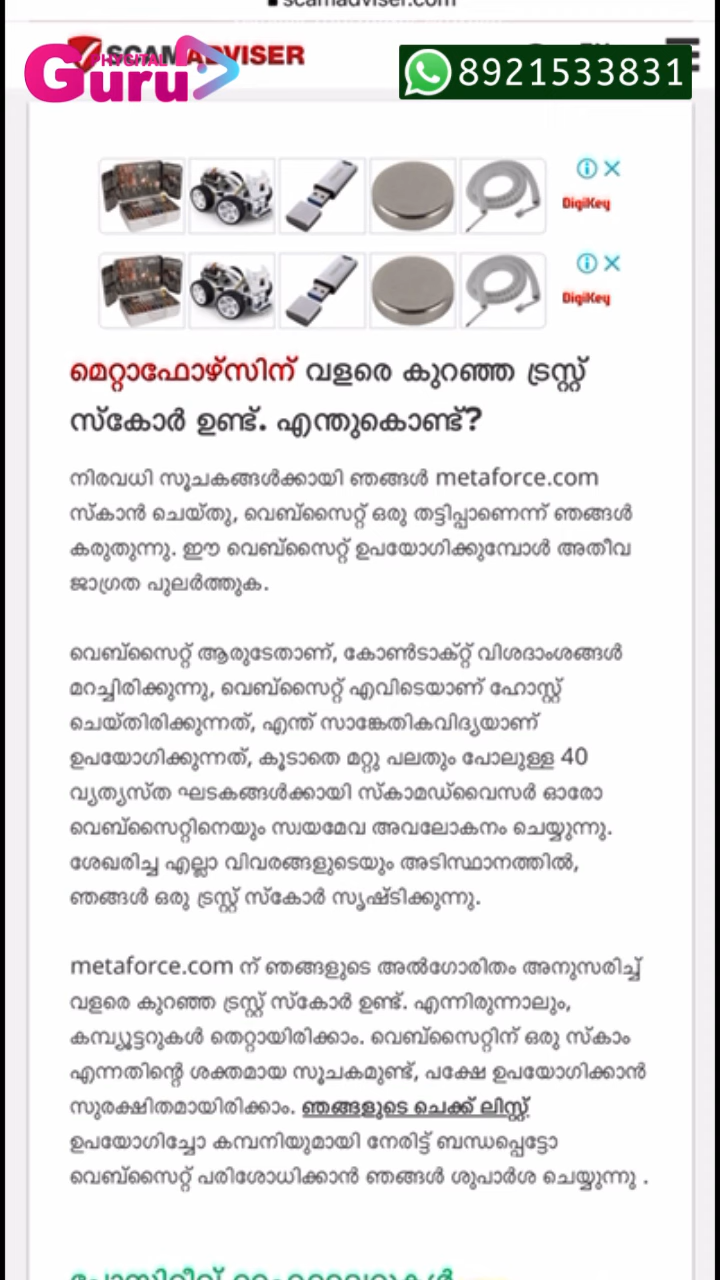 scamadviser.com
SCAMADVISER
PHYGITAL
GURU
8921533831
DigiKey
DigiKey
മെറ്റാഫോഴ്‌സിന് വളരെ കുറഞ്ഞ ട്രസ്റ്റ്
സ്കോർ ഉണ്ട്. എന്തുകൊണ്ട്?
നിരവധി സൂചകങ്ങൾക്കായി ഞങ്ങൾ metaforce.com
സ്കാൻ ചെയ്തു, വെബ്‌സൈറ്റ് ഒരു തട്ടിപ്പാണെന്ന് ഞങ്ങൾ
കരുതുന്നു. ഈ വെബ്‌സൈറ്റ് ഉപയോഗിക്കുമ്പോൾ അതീവ
ജാഗ്രത പുലർത്തുക.
വെബ്‌സൈറ്റ് ആരുടേതാണ്, കോൺടാക്റ്റ് വിശദാംശങ്ങൾ
മറച്ചിരിക്കുന്നു, വെബ്‌സൈറ്റ് എവിടെയാണ് ഹോസ്റ്റ്
ചെയ്തിരിക്കുന്നത്, എന്ത് സാങ്കേതികവിദ്യയാണ്
ഉപയോഗിക്കുന്നത്, കൂടാതെ മറ്റു പലതും പോലുള്ള 40
വ്യത്യസ്ത ഘടകങ്ങൾക്കായി സ്കാമഡ്‌വൈസർ ഓരോ
വെബ്‌സൈറ്റിനെയും സ്വയമേവ അവലോകനം ചെയ്യുന്നു.
ശേഖരിച്ച എല്ലാ വിവരങ്ങളുടെയും അടിസ്ഥാനത്തിൽ,
ഞങ്ങൾ ഒരു ട്രസ്റ്റ് സ്കോർ സൃഷ്ടിക്കുന്നു.
metaforce.com ന് ഞങ്ങളുടെ അൽഗോരിതം അനുസരിച്ച്
വളരെ കുറഞ്ഞ ട്രസ്റ്റ് സ്കോർ ഉണ്ട്. എന്നിരുന്നാലും,
കമ്പ്യൂട്ടറുകൾ തെറ്റായിരിക്കാം. വെബ്‌സൈറ്റിന് ഒരു സ്കാം
എന്നതിന്റെ ശക്തമായ സൂചകമുണ്ട്, പക്ഷേ ഉപയോഗിക്കാൻ
സുരക്ഷിതമായിരിക്കാം. ഞങ്ങളുടെ ചെക്ക് ലിസ്റ്റ്
ഉപയോഗിച്ചോ കമ്പനിയുമായി നേരിട്ട് ബന്ധപ്പെട്ടോ
വെബ്‌സൈറ്റ് പരിശോധിക്കാൻ ഞങ്ങൾ ശുപാർശ ചെയ്യുന്നു .